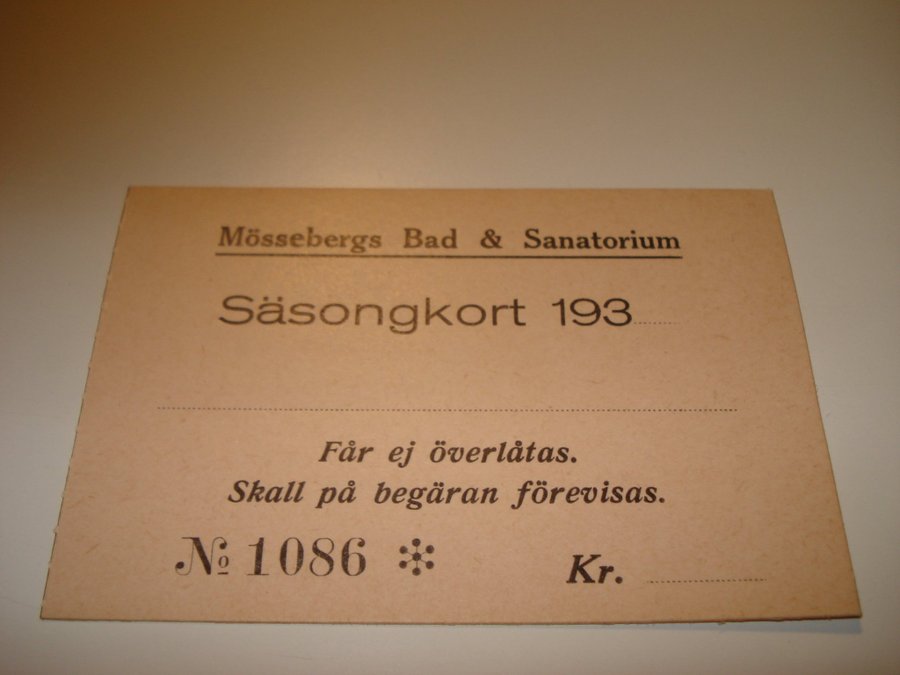 Mössebergs Bad & Sanatorium
Säsongkort 193
Får ej överlåtas.
Skall på begäran förevisas.
№ 1086
Kr.